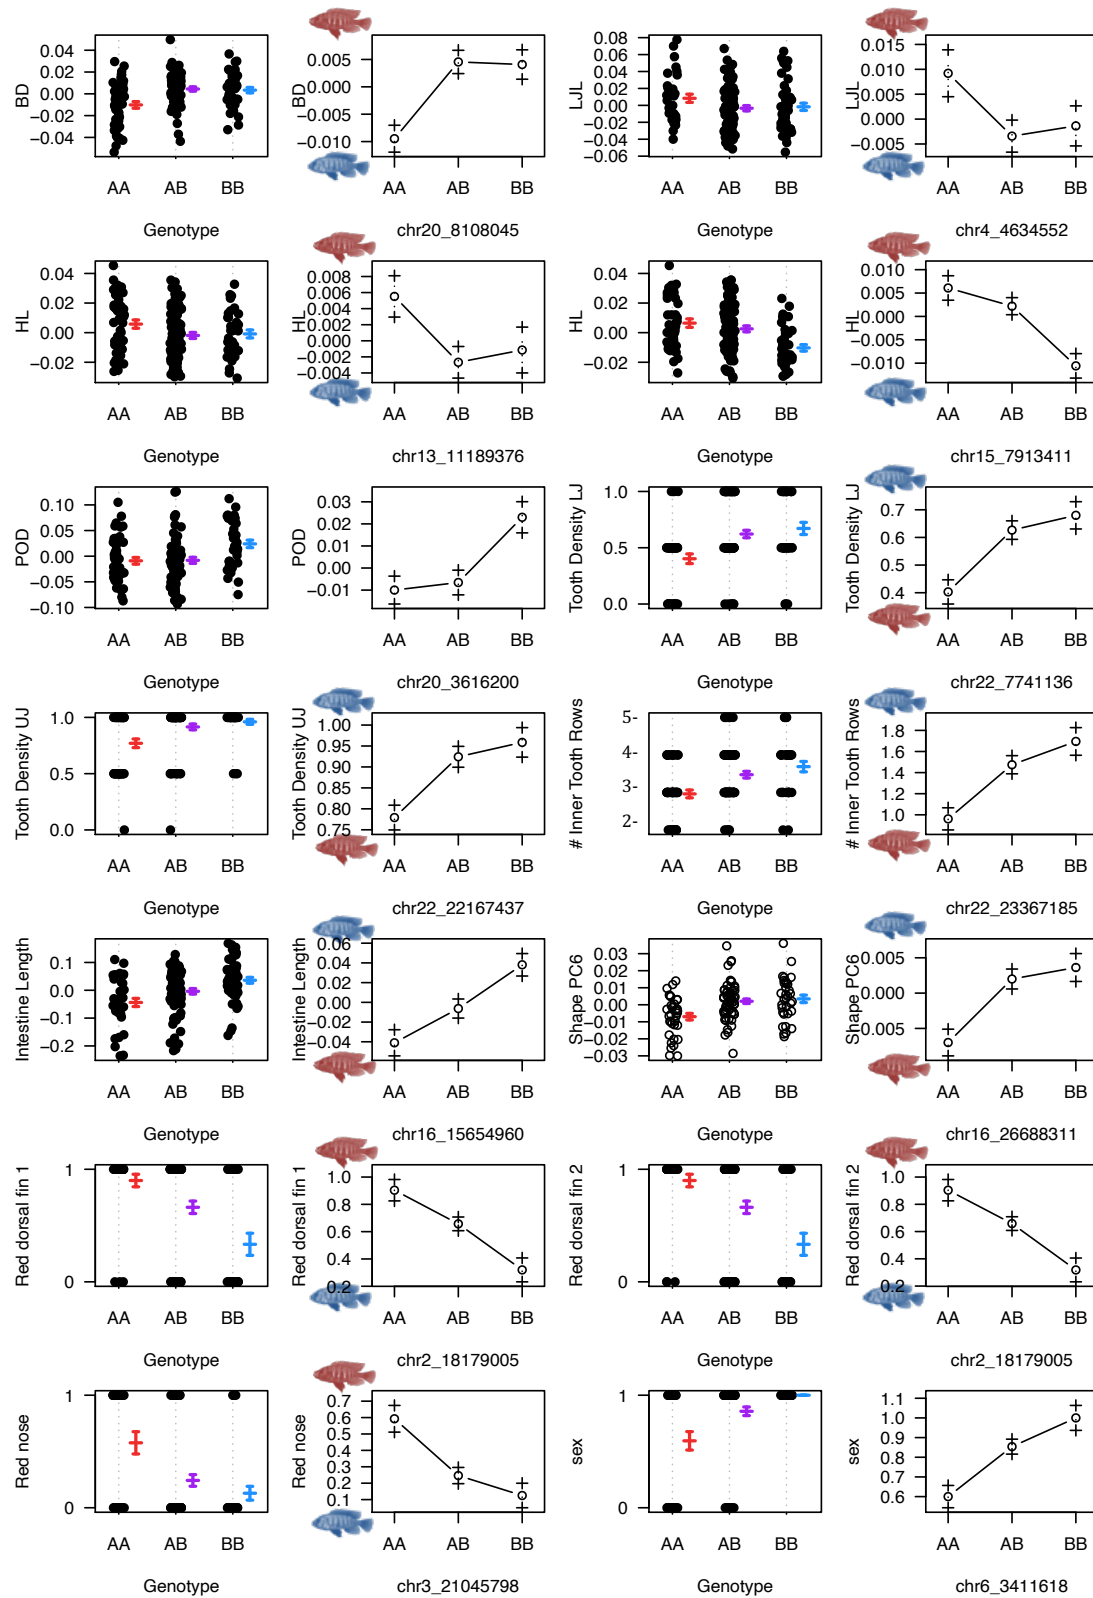 BD
0.04
0.02
0.00
−0.02
−0.04
AA AB BB
Genotype
BD
0.005
0.000
−0.005
−0.010
AA AB BB
chr20_8108045
LJL
0.08
0.06
0.04
0.02
0.00
−0.02
−0.04
−0.06
AA AB BB
Genotype
LJL
0.015
0.010
0.005
0.000
−0.005
AA AB BB
chr4_4634552
HL
0.04
0.02
0.00
−0.02
AA AB BB
Genotype
HL
0.008
0.006
0.004
0.002
0.000
−0.002
−0.004
AA AB BB
chr13_11189376
HL
0.04
0.02
0.00
−0.02
AA AB BB
Genotype
HL
0.010
0.005
−0.000
−0.010
AA AB BB
chr15_7913411
POD
0.10
0.05
0.00
−0.05
−0.10
AA AB BB
Genotype
POD
0.03
0.02
0.01
0.00
−0.01
AA AB BB
chr20_3616200
Tooth Density LJ
1.0
0.5
0.0
AA AB BB
Genotype
Tooth Density LJ
0.7
0.6
0.5
0.4
AA AB BB
chr22_7741136
Tooth Density UJ
1.0
0.5
0.0
AA AB BB
Genotype
Tooth Density UJ
1.00
0.95
0.90
0.85
0.80
0.75
AA AB BB
chr22_22167437
# Inner Tooth Rows
5-
4-
3-
2-
AA AB BB
Genotype
# Inner Tooth Rows
1.8
1.6
1.4
1.2
1.0
AA AB BB
chr22_23367185
Intestine Length
0.1
0.0
−0.1
−0.2
AA AB BB
Genotype
Intestine Length
0.06
0.04
0.02
0.00
−0.02
−0.04
AA AB BB
chr16_15654960
Shape PC6
0.03
0.02
0.01
0.00
−0.01
−0.02
−0.03
AA AB BB
Genotype
Shape PC6
0.005
0.000
0.005
AA AB BB
chr16_26688311
Red dorsal fin 1
1
0
AA AB BB
Genotype
Red dorsal fin 1
1.0
0.8
0.6
0.4
0.2
AA AB BB
chr2_18179005
Red dorsal fin 2
1
0
AA AB BB
Genotype
Red dorsal fin 2
1.0
0.8
0.6
0.4
0.2
AA AB BB
chr2_18179005
Red nose
1
0
AA AB BB
Genotype
Red nose
0.7
0.6
0.5
0.4
0.3
0.2
0.1
AA AB BB
chr3_21045798
sex
1
0
AA AB BB
Genotype
sex
1.1
1.0
0.9
0.8
0.7
0.6
AA AB BB
chr6_3411618